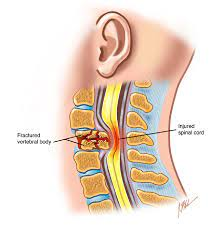 Injured
spinal cord
Fractured
vertebral body